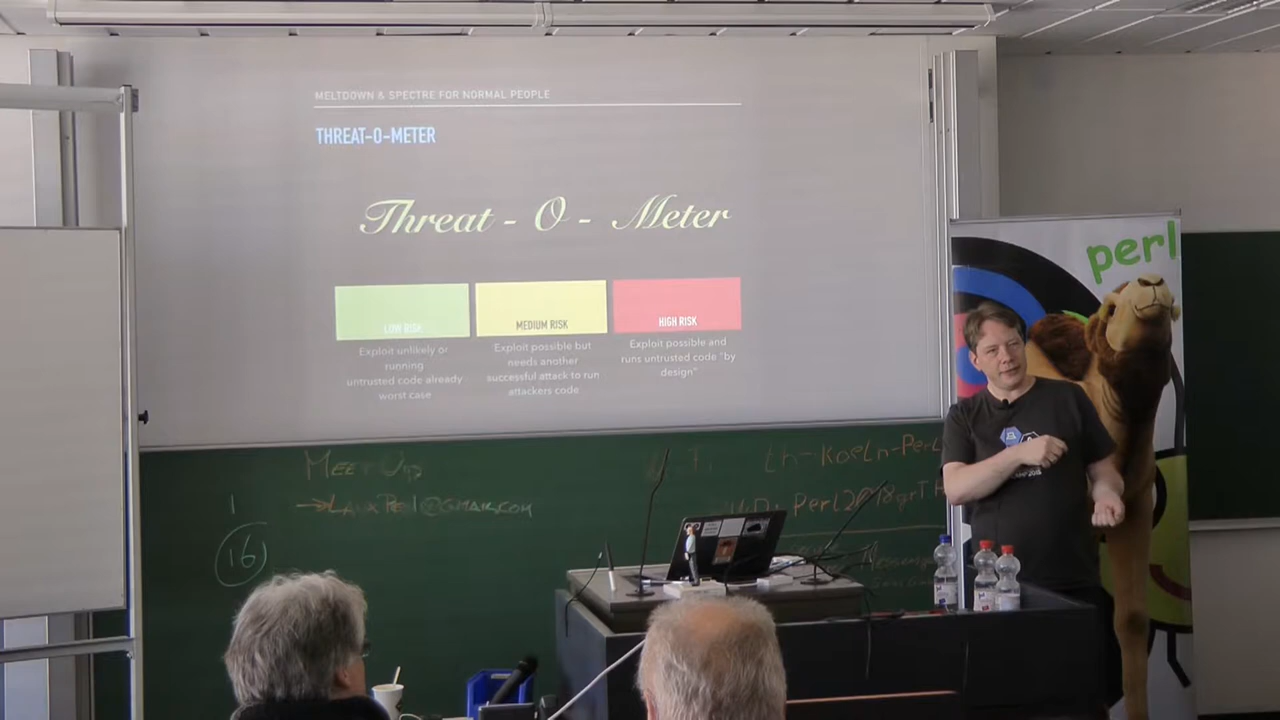 MELTDOWN & SPECTRE FOR NORMAL PEOPLE
THREAT-O-METER
Threat - O - Meter
LOW RISK
Exploit unlikely or
running
untrusted code already
worst case
MEDIUM RISK
Exploit possible but
needs another
successful attack to run
attackers code
HIGH RISK
Exploit possible and
runs untrusted code "by
design"
perl
MEET UP
1
16